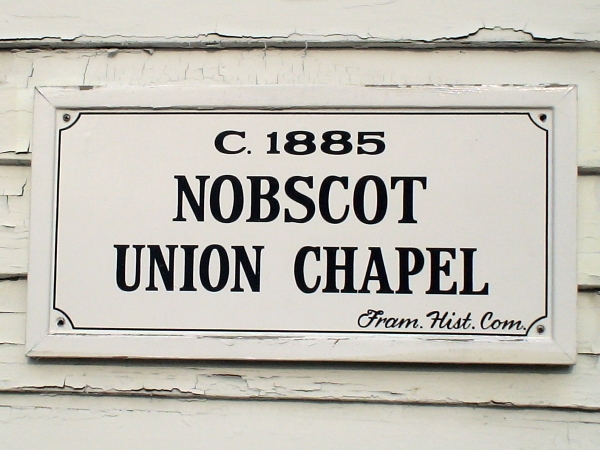 C. 1885
NOBSCOT
UNION CHAPEL
Fram. Hist. Com.